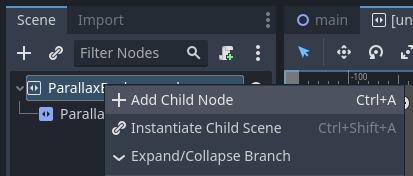 Scene Import
main [un
Filter Nodes
-100
Paralla
+ Add Child Node Ctrl+A
Instantiate Child Scene Ctrl+Shift+A
Expand/Collapse Branch